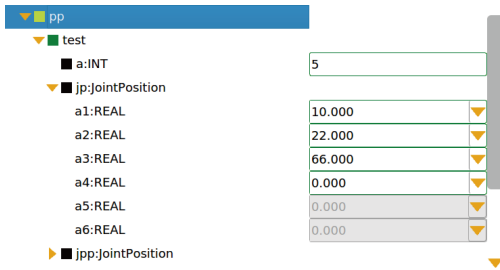 pp
test
a:INT 5
jp:JointPosition
a1:REAL 10.000
a2:REAL 22.000
a3:REAL 66.000
a4:REAL 0.000
a5:REAL 0.000
a6:REAL 0.000
jpp:JointPosition